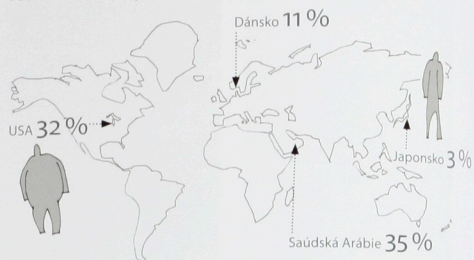 Dánsko 11 %
USA 32 %
Japonsko 3 %
Saúdská Arábie 35 %